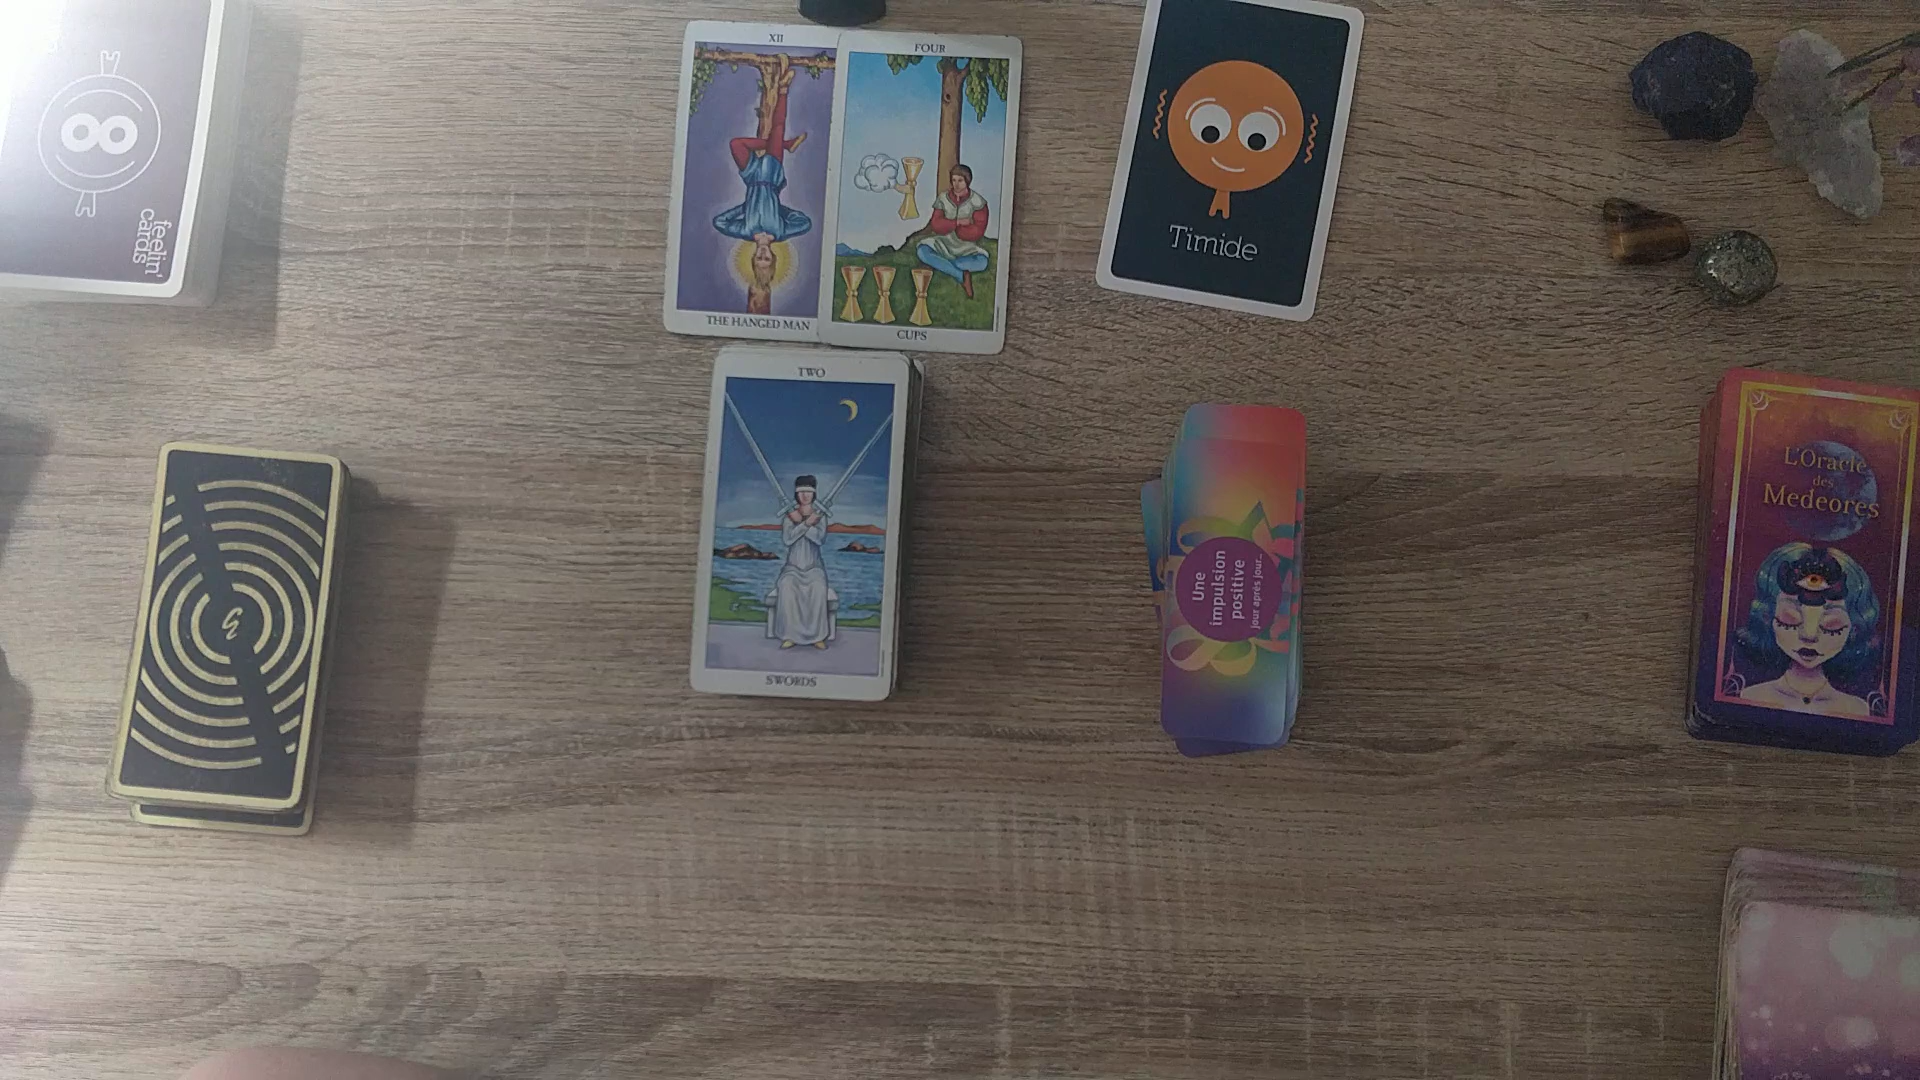 feelin'
cards
XII
THE HANGED MAN
FOUR
CUPS
Timide
TWO
SWORDS
Une
impulsion
positive
jour après jour...
L'Oracle
des
Medeores